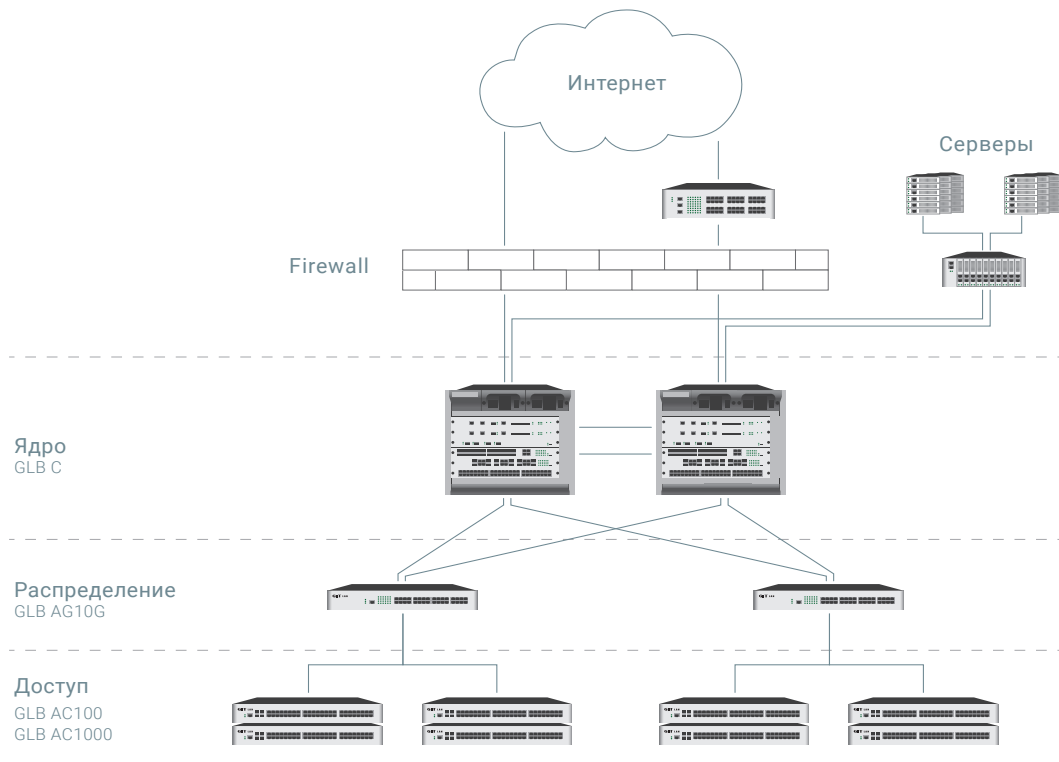 Интернет
Серверы
Firewall
Ядро
GLB C
Распределение
GLB AG10G
Доступ
GLB AC100
GLB AC1000